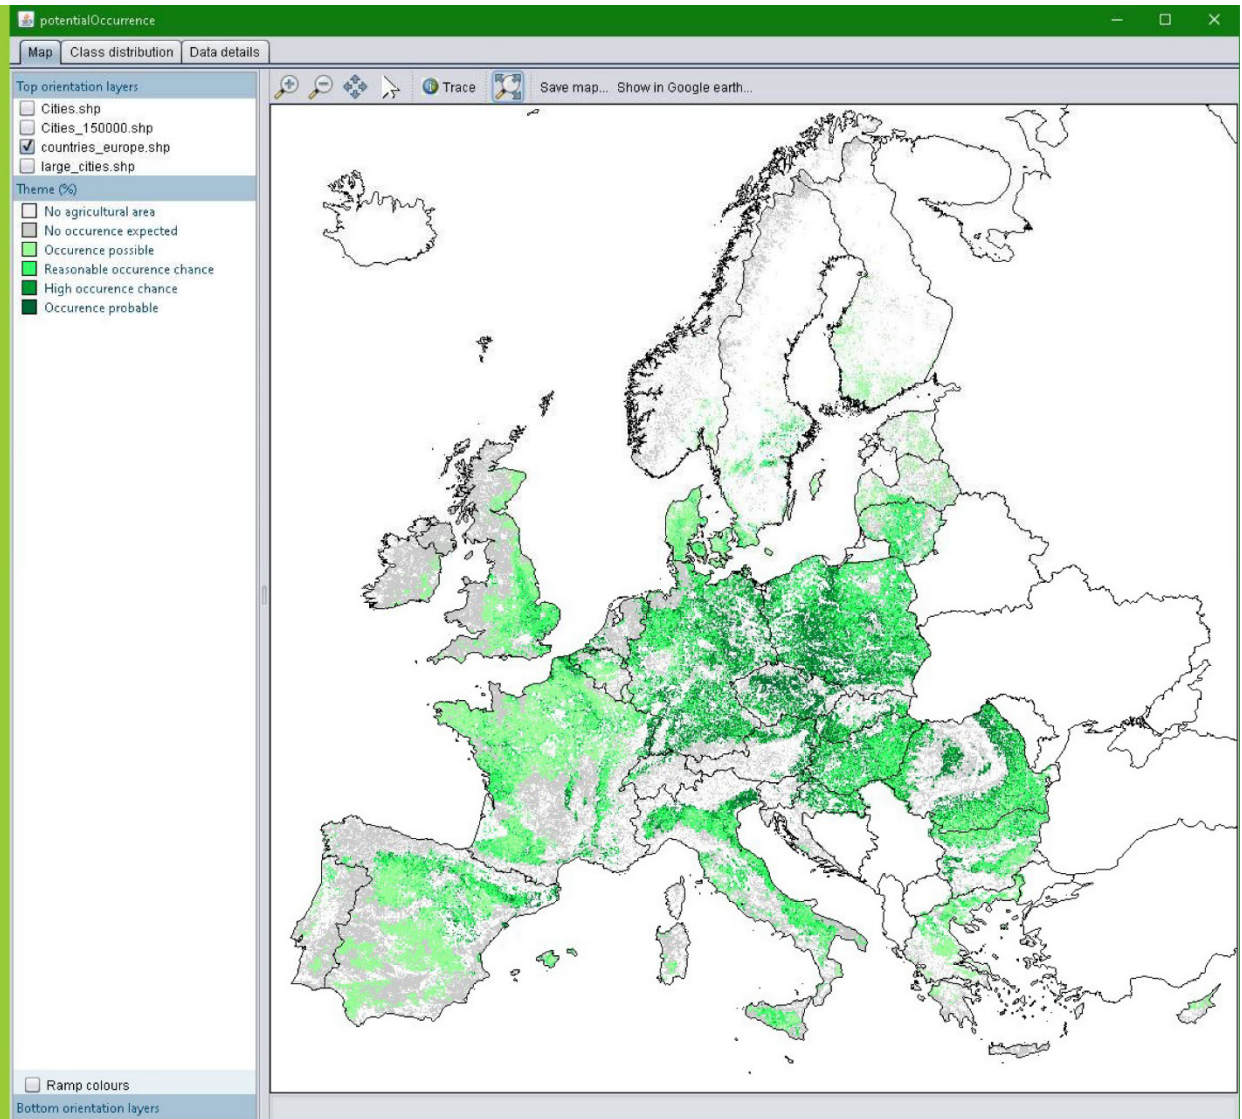 potentialOccurrence
Map Class distribution Data details
Top orientation layers
Cities.shp
Cities_150000.shp
countries_europe.shp
large_cities.shp
Theme (%)
No agricultural area
No occurence expected
Occurence possible
Reasonable occurence chance
High occurence chance
Occurence probable
Ramp colours
Bottom orientation layers
Trace Save map... Show in Google earth...